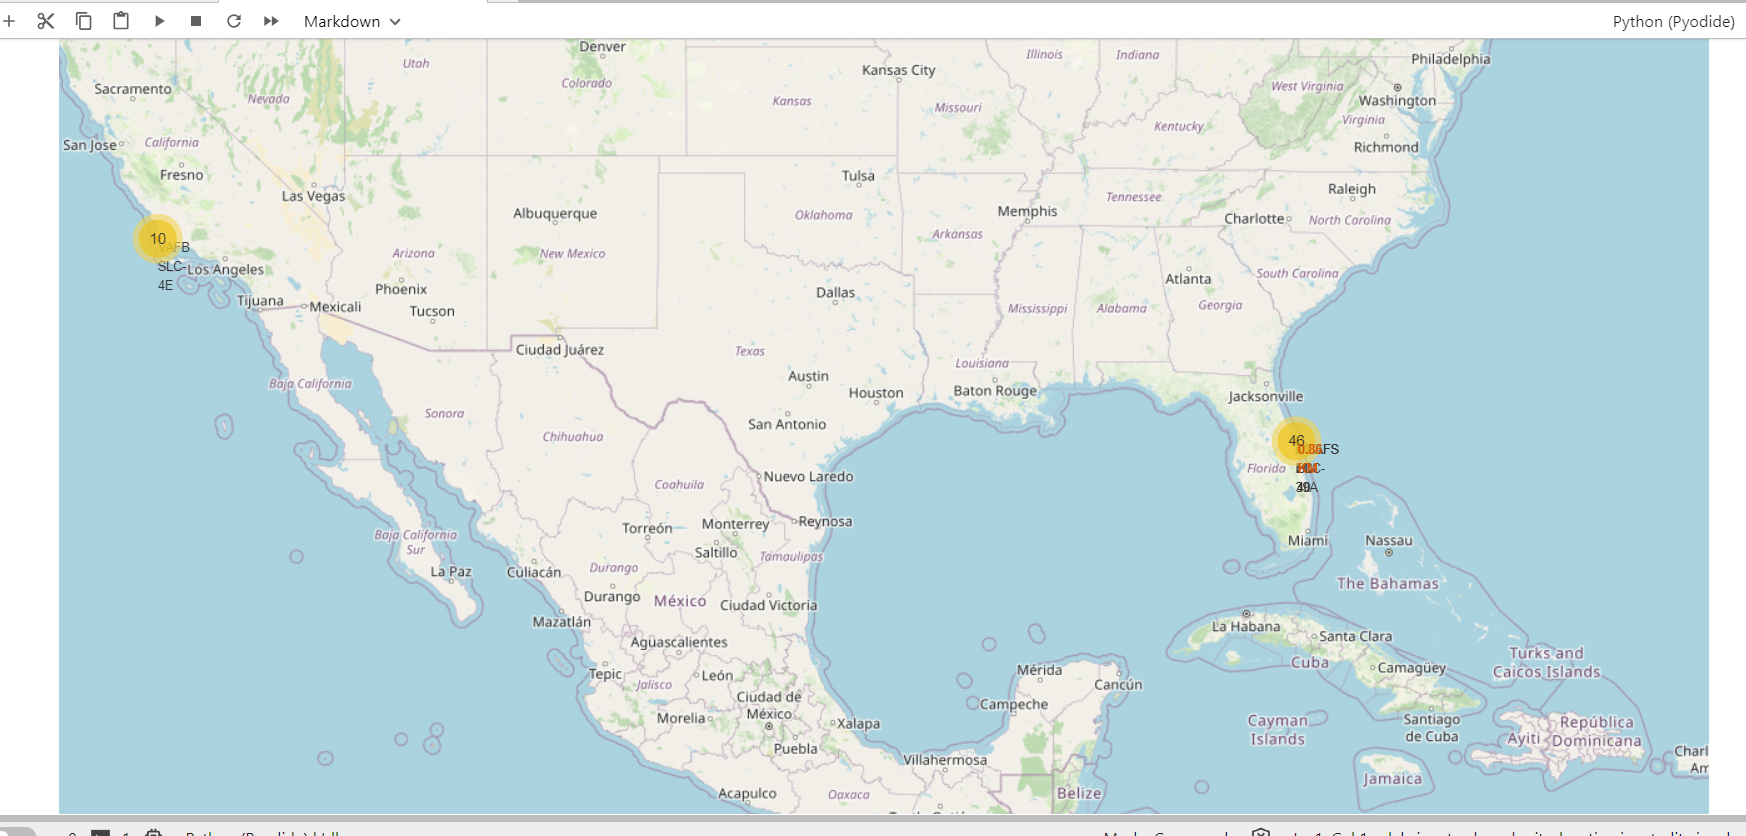 Markdown
Python (Pyodide)
Denver
Utah
Colorado
Kansas City
Illinois
Indiana
Philadelphia
Sacramento
Nevada
Kansas
Missouri
West Virginia
Washington
San Jose
California
Kentucky
Virginia
Richmond
Fresno
Las Vegas
Tulsa
Raleigh
Albuquerque
Oklahoma
Memphis
Tennessee
Charlotte
North Carolina
10
Arizona
New Mexico
Arkansas
SLC-
Los Angeles
4E
Phoenix
Dallas
Atlanta
South Carolina
Tijuana
Mexicali
Tucson
Mississippi
Alabama
Georgia
Ciudad Juárez
Texas
Louisiana
Baja California
Austin
Houston
Baton Rouge
Jacksonville
Sonora
San Antonio
Chihuahua
46
Florida
Coahuila
Nuevo Laredo
Baja California
Sur
Torreón
Monterrey
Reynosa
Saltillo
Tamaulipas
Miami
Nassau
La Paz
Culiacán
Durango
The Bahamas
Durango
México
Ciudad Victoria
Mazatlán
Aguascalientes
La Habana
Santa Clara
Cuba
Camagüey
Turks and
Caicos Islands
Tepic
León
Jalisco
Mérida
Cancún
Ciudad de
México
Campeche
Morelia
Xalapa
Cayman
Islands
Santiago
de Cuba
República
Dominicana
Ayiti
Puebla
Villahermosa
Charl
Am
Jamaica
Acapulco
Oaxaca
Belize